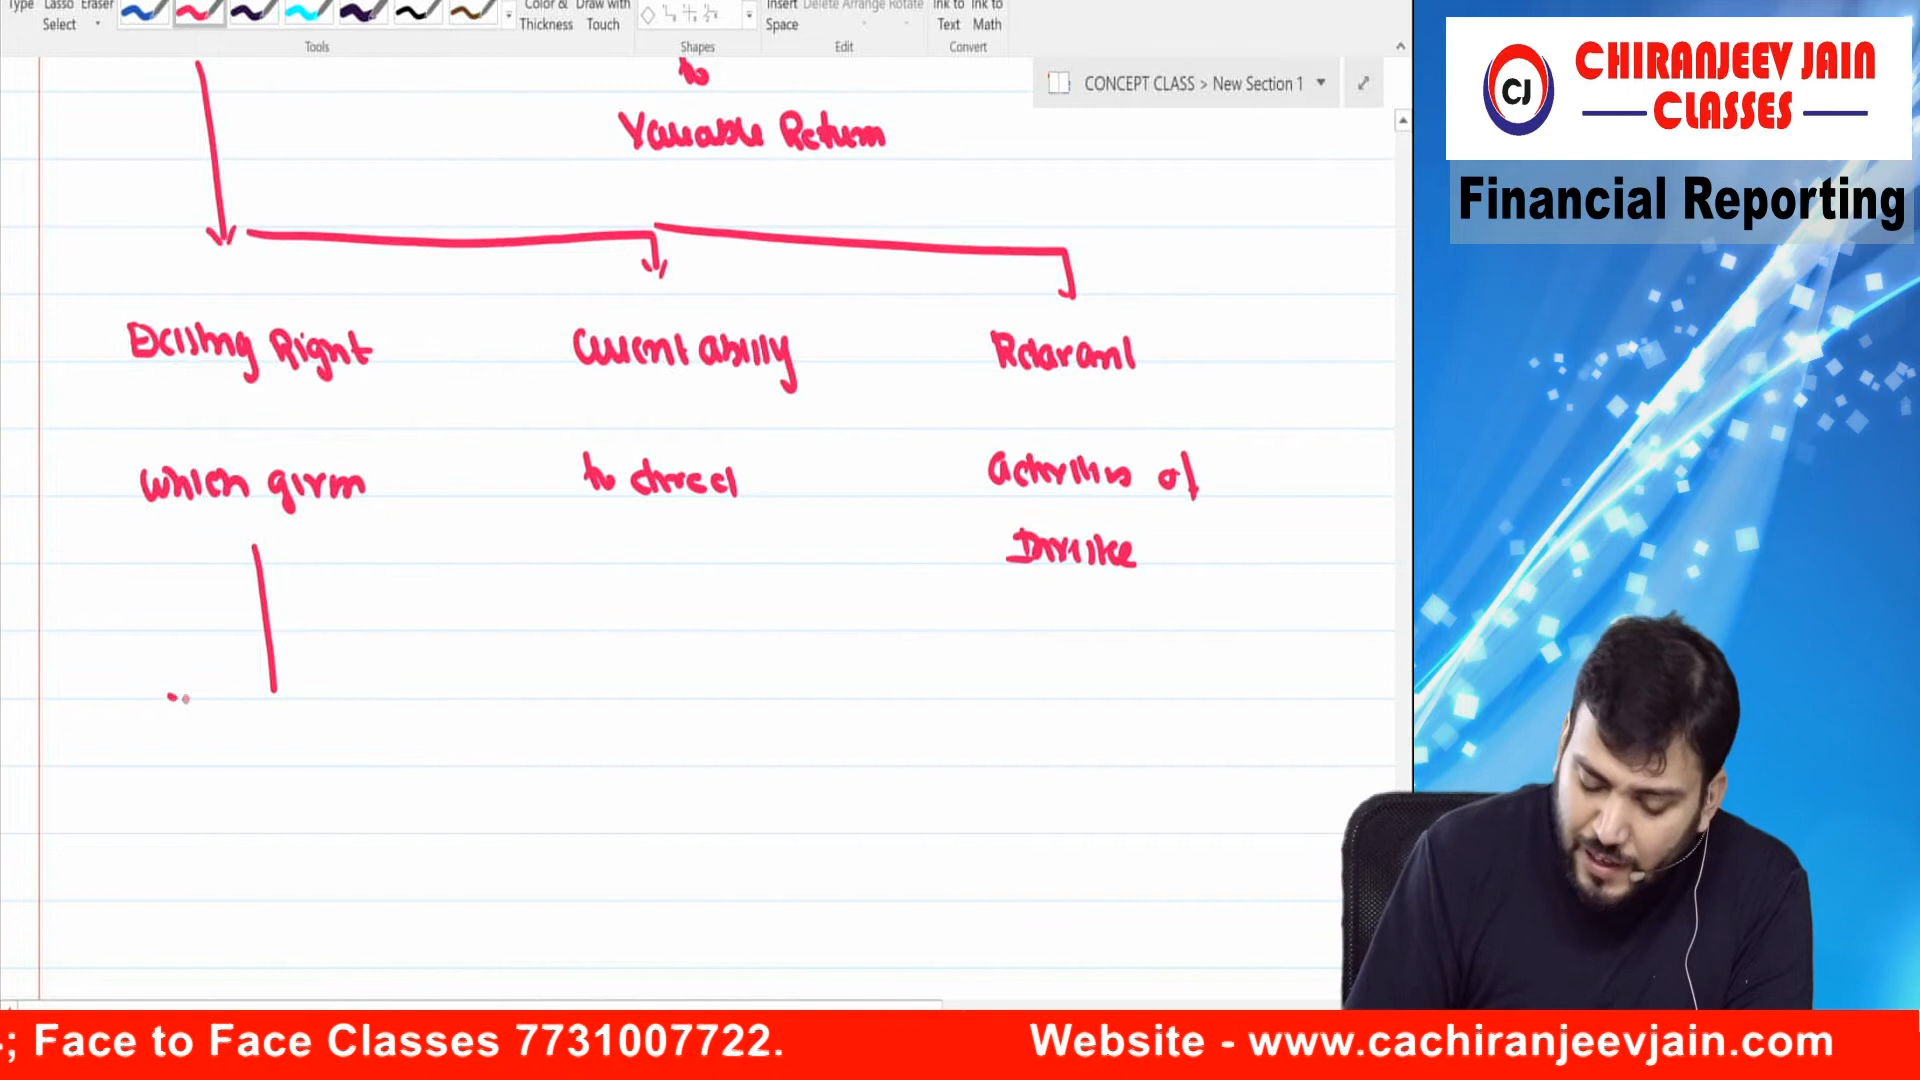 Type Lasso Eraser Color & Draw with Insert Delete Arrange Rotate Ink to Ink to
Select Thickness Touch Space Text Math
Tools Shapes Edit Convert
CONCEPT CLASS > New Section 1
to
Variable Return
Existing Right Current ability Relevant
which given to direct activities of
Investee
CJ
CHIRANJEEV JAIN
CLASSES
Financial Reporting
; Face to Face Classes 7731007722. Website - www.cachiranjeevjain.com